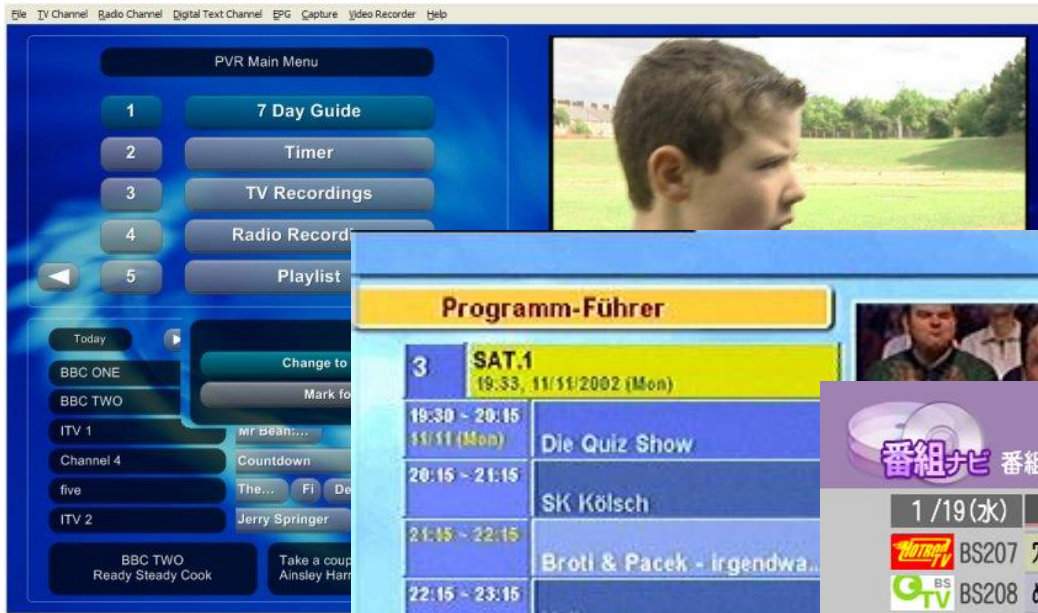 File TV Channel Radio Channel Digital Text Channel EPG Capture Video Recorder Help
PVR Main Menu
1 7 Day Guide
2 Timer
3 TV Recordings
4 Radio Recordi
5 Playlist
Today
Change to
BBC ONE
Mark fo
BBC TWO
ITV 1 Mr Bean:...
Channel 4 Countdown
five The... Fi De
ITV 2 Jerry Springer
BBC TWO
Ready Steady Cook
Take a coup
Ainsley Harr
Programm-Führer
3 SAT.1
19:33, 11/11/2002 (Mon)
19:30 ~ 20:15
11/11 (Mon) Die Quiz Show
20:15 ~ 21:15
SK Kölsch
21:15 ~ 22:15
Broti & Pacek - irgendwa...
22:15 ~ 23:15
番組ナビ 番組
1/19(水)
HOTROD TV BS207
BS TV BS208